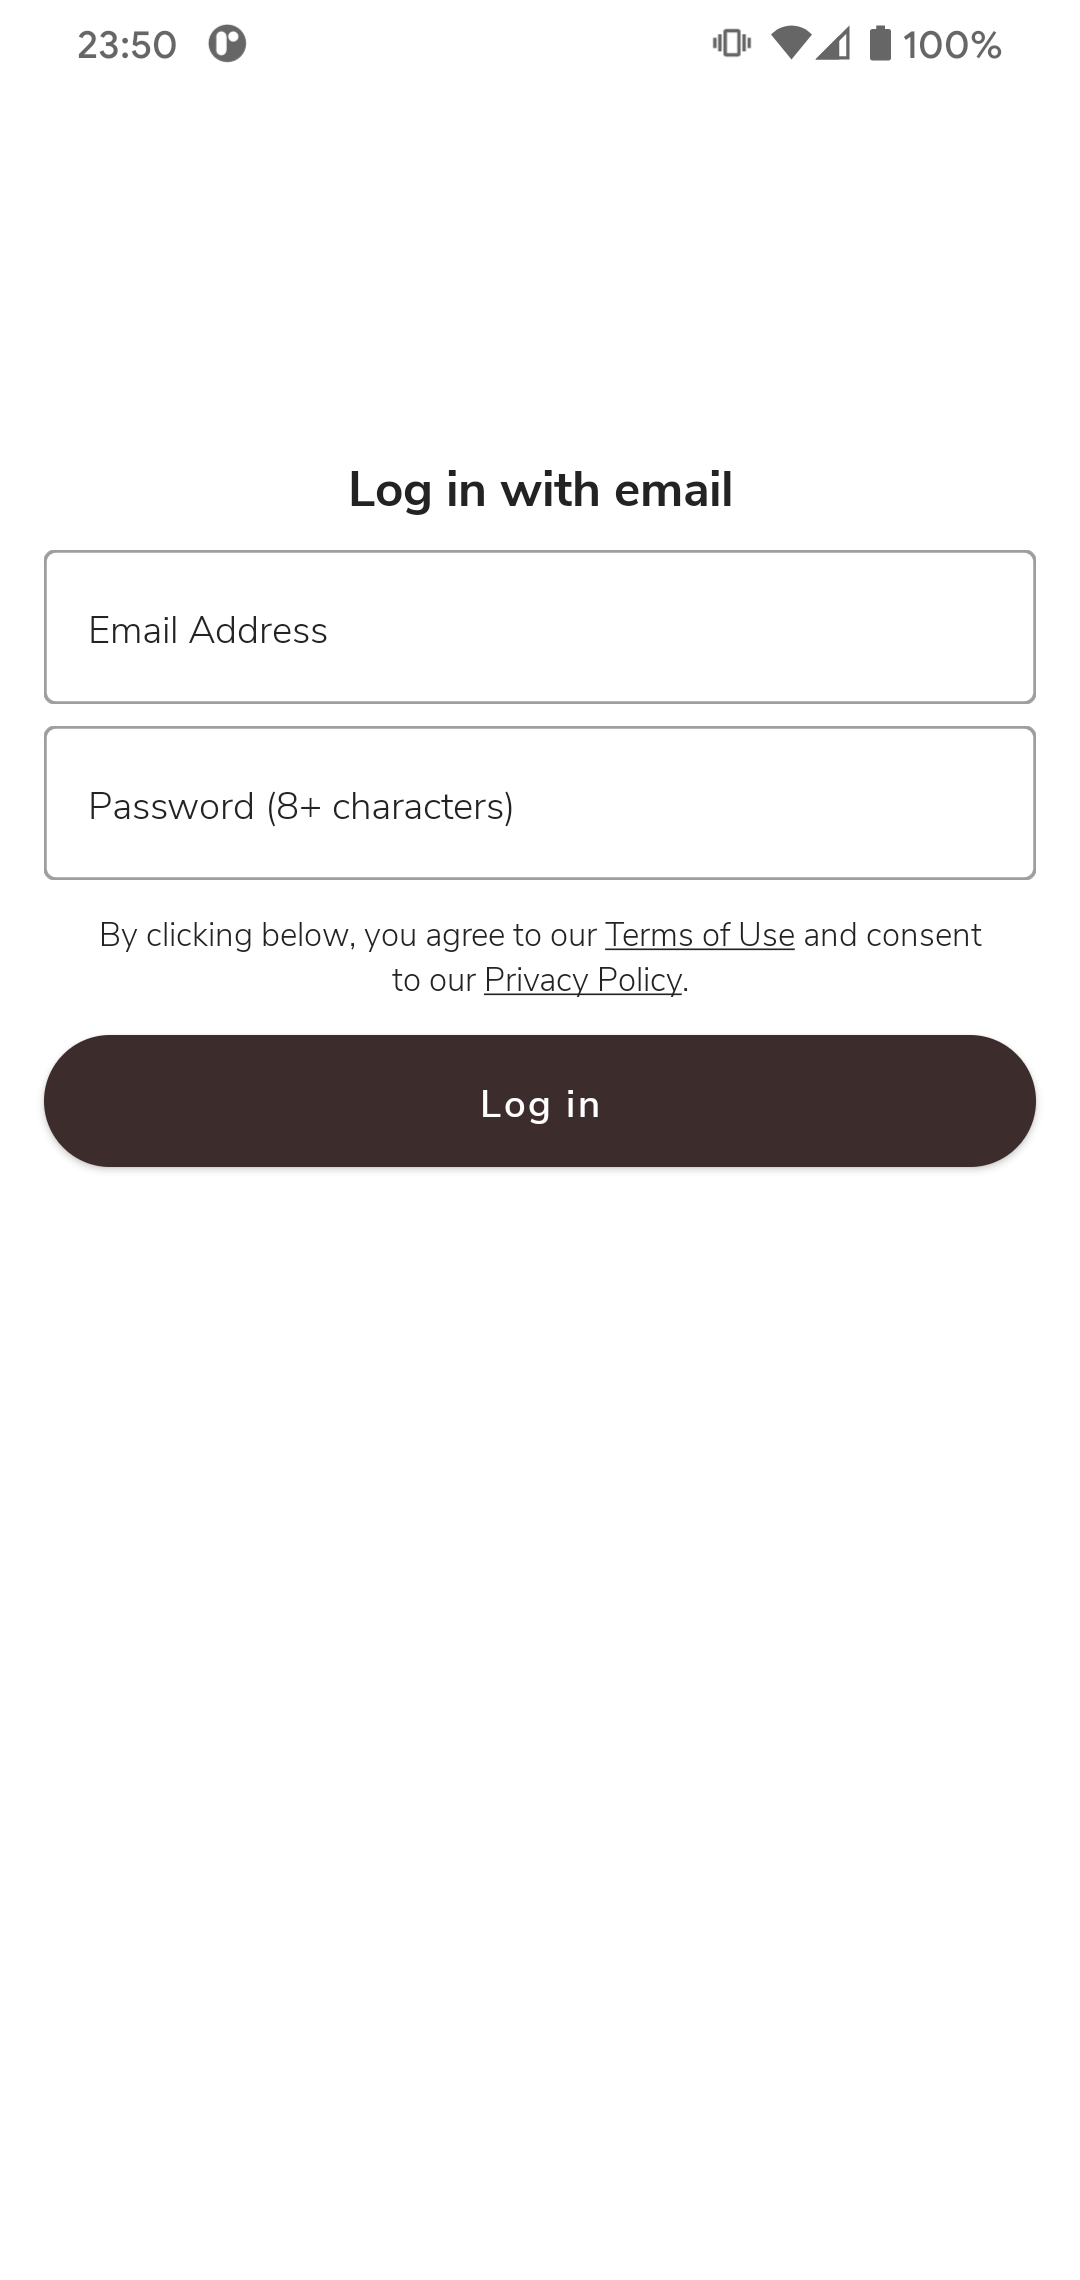 23:50
100%
Log in with email
Email Address
Password (8+ characters)
By clicking below, you agree to our Terms of Use and consent
to our Privacy Policy.
Log in